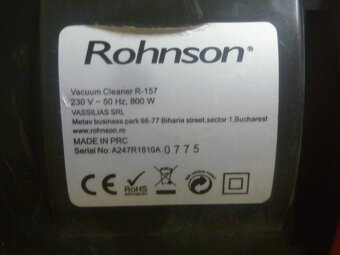 Rohnson®
Vacuum Cleaner R-157
230 V ~ 50 Hz, 800 W
VASSILIAS SRL
Metav business park 66-77 Biharia street,sector 1,Bucharest
www.rohnson.ro
MADE IN PRC
Serial No.: A247R1810A 0775
CE
RoHS